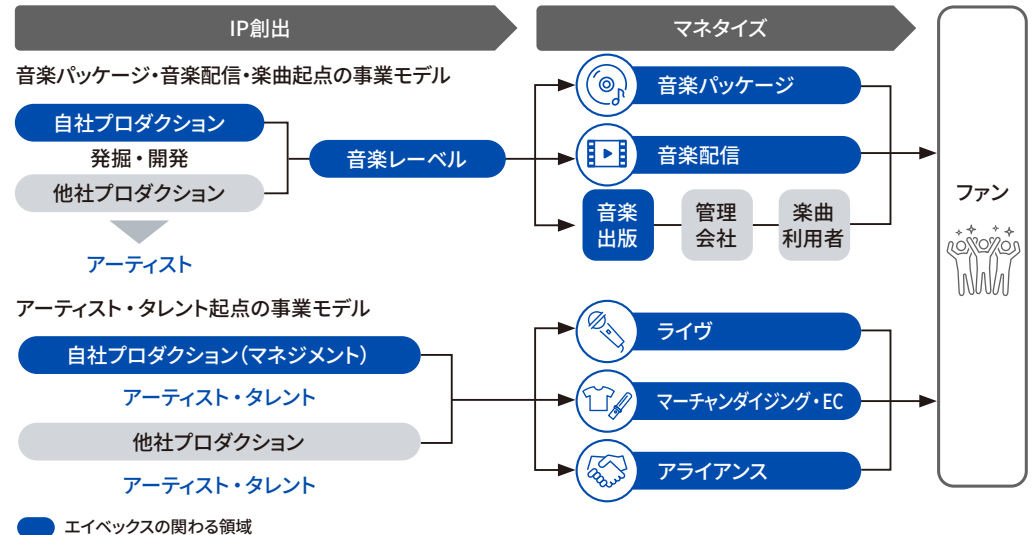 IP創出
マネタイズ
音楽パッケージ・音楽配信・楽曲起点の事業モデル
自社プロダクション
発掘・開発
他社プロダクション
アーティスト
音楽レーベル
音楽パッケージ
音楽配信
音楽
出版
管理
会社
楽曲
利用者
アーティスト・タレント起点の事業モデル
自社プロダクション(マネジメント)
アーティスト・タレント
他社プロダクション
アーティスト・タレント
ライヴ
マーチャンダイジング・EC
アライアンス
ファン
エイベックスの関わる領域